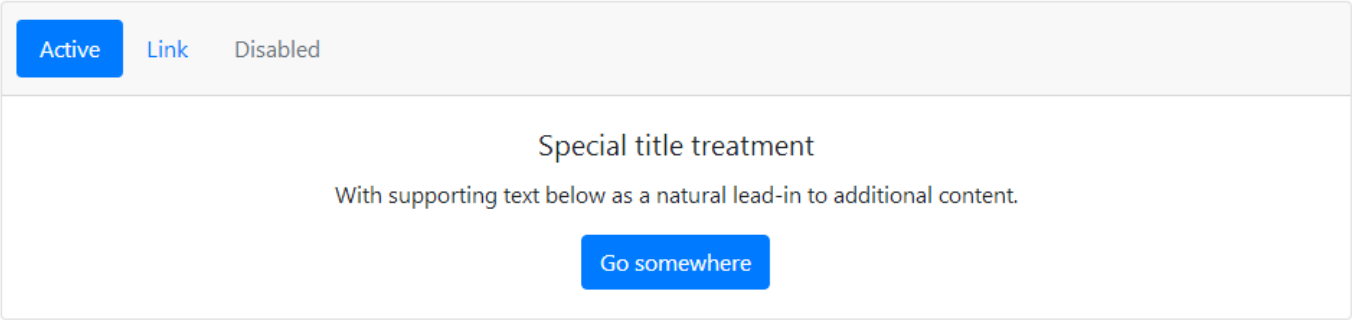 Active Link Disabled
Special title treatment
With supporting text below as a natural lead-in to additional content.
Go somewhere